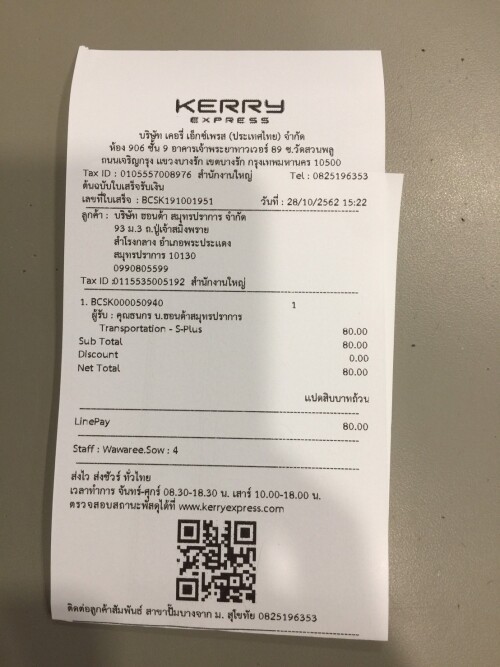 KERRY
EXPRESS
บริษัท เคอรี่ เอ็กซ์เพรส (ประเทศไทย) จำกัด
ห้อง 906 ชั้น 9 อาคารเจ้าพระยาทาวเวอร์ 89 ซ.วัดสวนพลู
ถนนเจริญกรุง แขวงบางรัก เขตบางรัก กรุงเทพมหานคร 10500
Tax ID : 0105557008976 สำนักงานใหญ่ Tel : 0825196353
ต้นฉบับใบเสร็จรับเงิน
เลขที่ใบเสร็จ : BCSK191001951 วันที่ : 28/10/2562 15:22
ลูกค้า : บริษัท ฮอนด้า สมุทรปราการ จำกัด
93 ม.3 ถ.ปู่เจ้าสมิงพราย
สำโรงกลาง อำเภอพระประแดง
สมุทรปราการ 10130
0990805599
Tax ID :0115535005192 สำนักงานใหญ่
1. BCSK000050940 1
ผู้รับ : คุณธนกร บ.ฮอนด้าสมุทรปราการ
Transportation - S-Plus 80.00
Sub Total 80.00
Discount 0.00
Net Total 80.00
แปดสิบบาทถ้วน
LinePay 80.00
Staff : Wawaree.Sow : 4
ส่งไว ส่งชัวร์ ทั่วไทย
เวลาทำการ จันทร์-ศุกร์ 08.30-18.30 น. เสาร์ 10.00-18.00 น.
ตรวจสอบสถานะพัสดุได้ที่ www.kerryexpress.com
ติดต่อลูกค้าสัมพันธ์ สาขาปั๊มบางจาก ม. สุโขทัย 0825196353